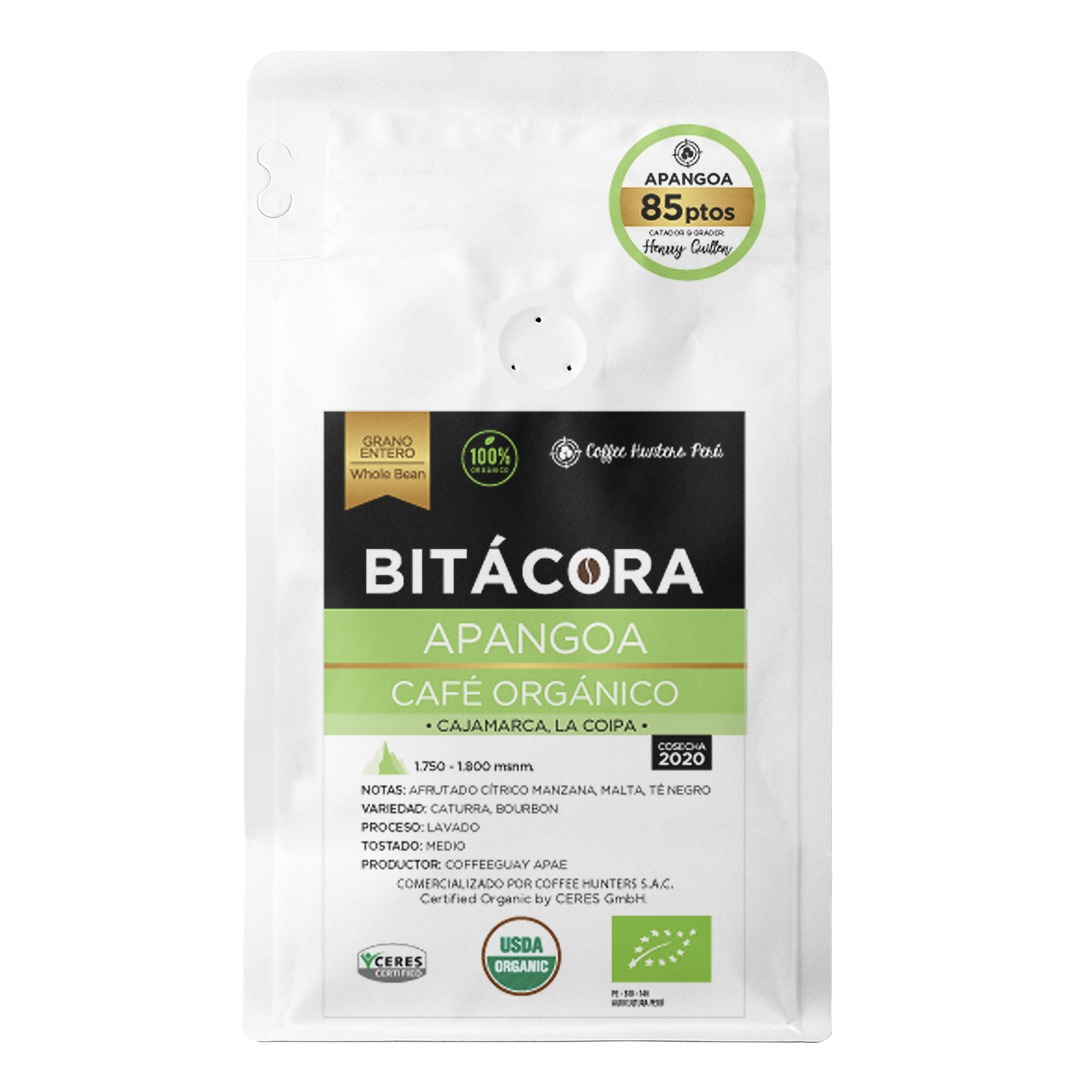 APANGOA
85ptos
CATADOR Q GRADER:
Henrry Guillen
GRANO
ENTERO
Whole Bean
100%
ORGÁNICO
Coffee Hunters Perú
BITÁCORA
APANGOA
CAFÉ ORGÁNICO
• CAJAMARCA, LA COIPA •
COSECHA
2020
1.750 - 1.800 msnm.
NOTAS: AFRUTADO CÍTRICO MANZANA, MALTA, TÉ NEGRO
VARIEDAD: CATURRA, BOURBON
PROCESO: LAVADO
TOSTADO: MEDIO
PRODUCTOR: COFFEEGUAY APAE
COMERCIALIZADO POR COFFEE HUNTERS S.A.C.
Certified Organic by CERES GmbH.
CERES
CERTIFICO
USDA
ORGANIC
PERÚ